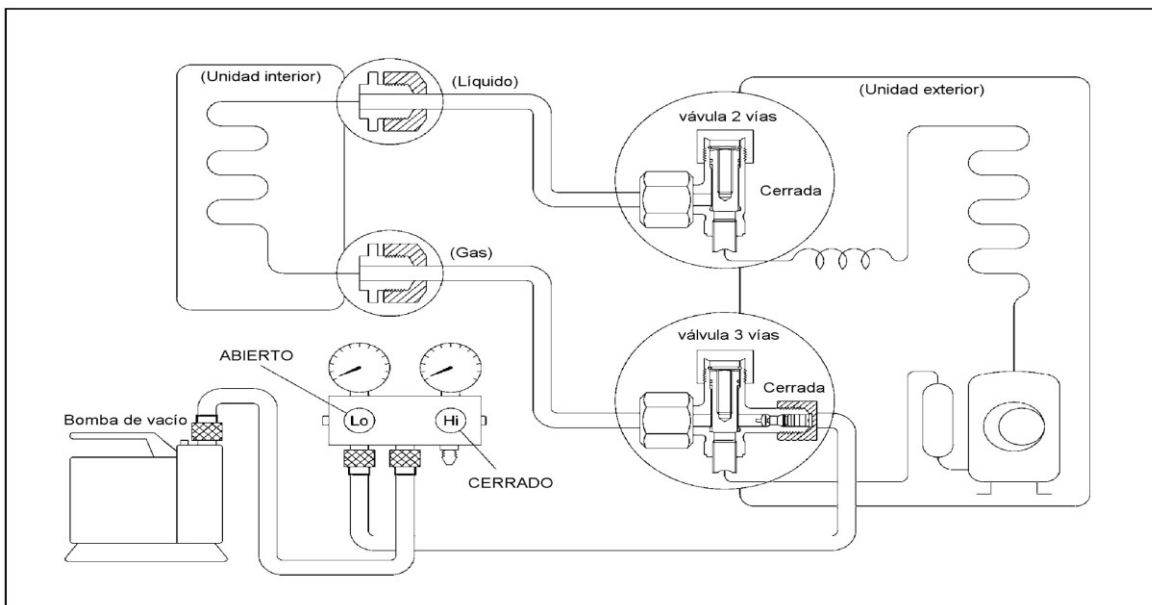 (Unidad interior)
(Líquido)
(Unidad exterior)
vávula 2 vías
Cerrada
(Gas)
válvula 3 vías
Cerrada
ABIERTO
Bomba de vacío
Lo
Hi
CERRADO